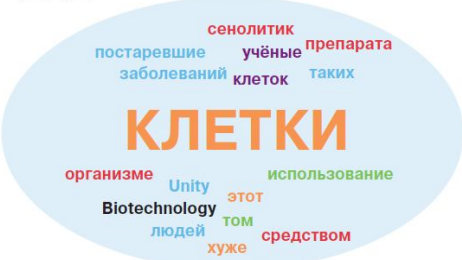 сенолитик
постаревшие учёные препарата
заболеваний клеток таких
КЛЕТКИ
организме использование
Unity этот
Biotechnology том
людей средством
хуже